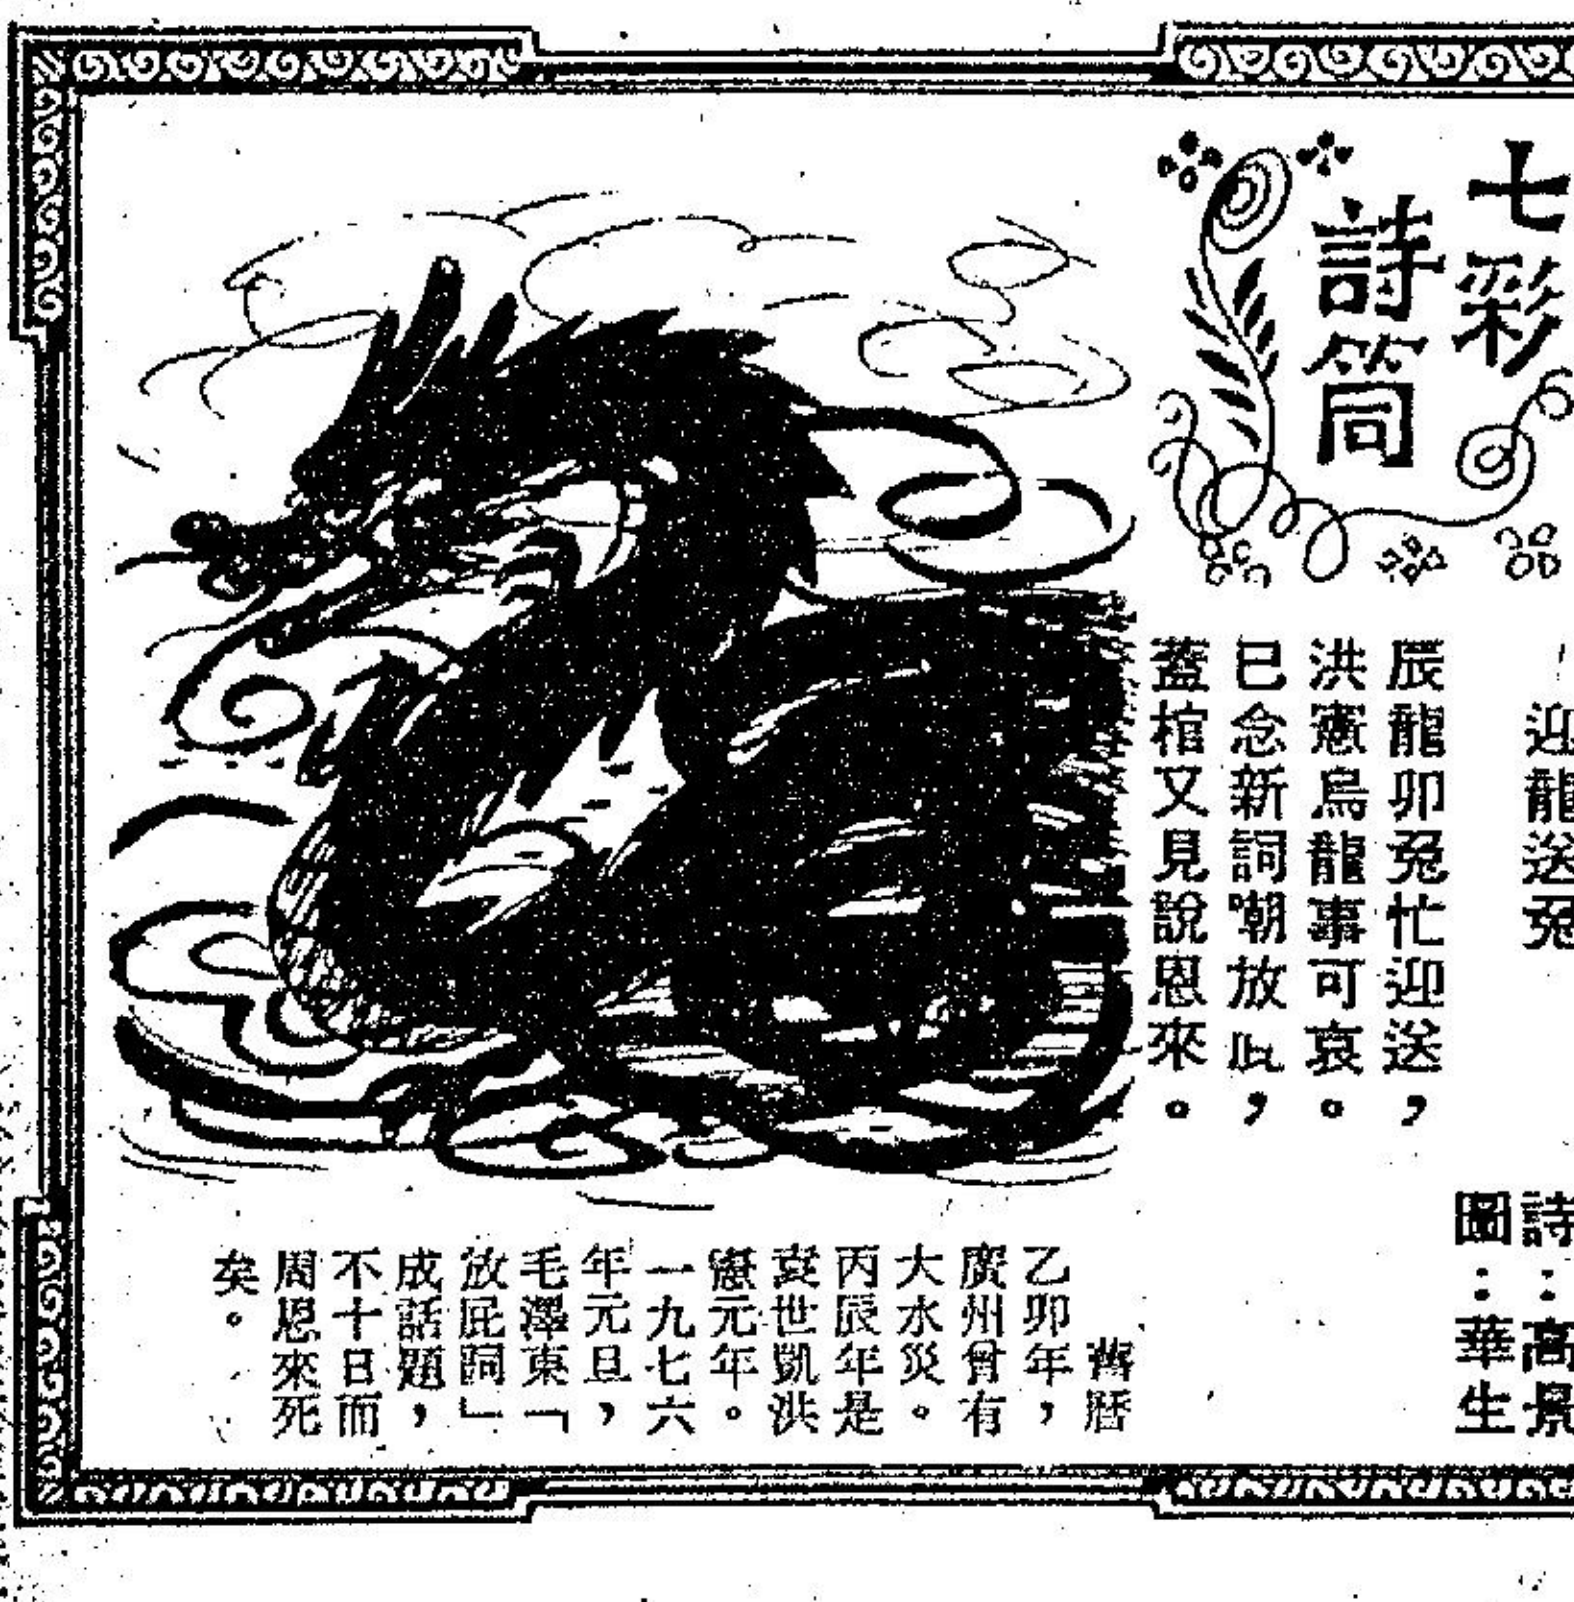 七彩
詩筒
迎龍送兔
詩：高景
圖：華生
辰龍卯兔忙迎送，
洪憲烏龍事可哀。
已念新詞嘲放屁，
蓋棺又見說恩來。
舊曆
乙卯年，
廣州曾有
大水災。
丙辰年是
袁世凱洪
憲元年。
一九七六
年元旦，
毛澤東「
放屁詞」
成話題，
不十日而
周恩來死
矣。